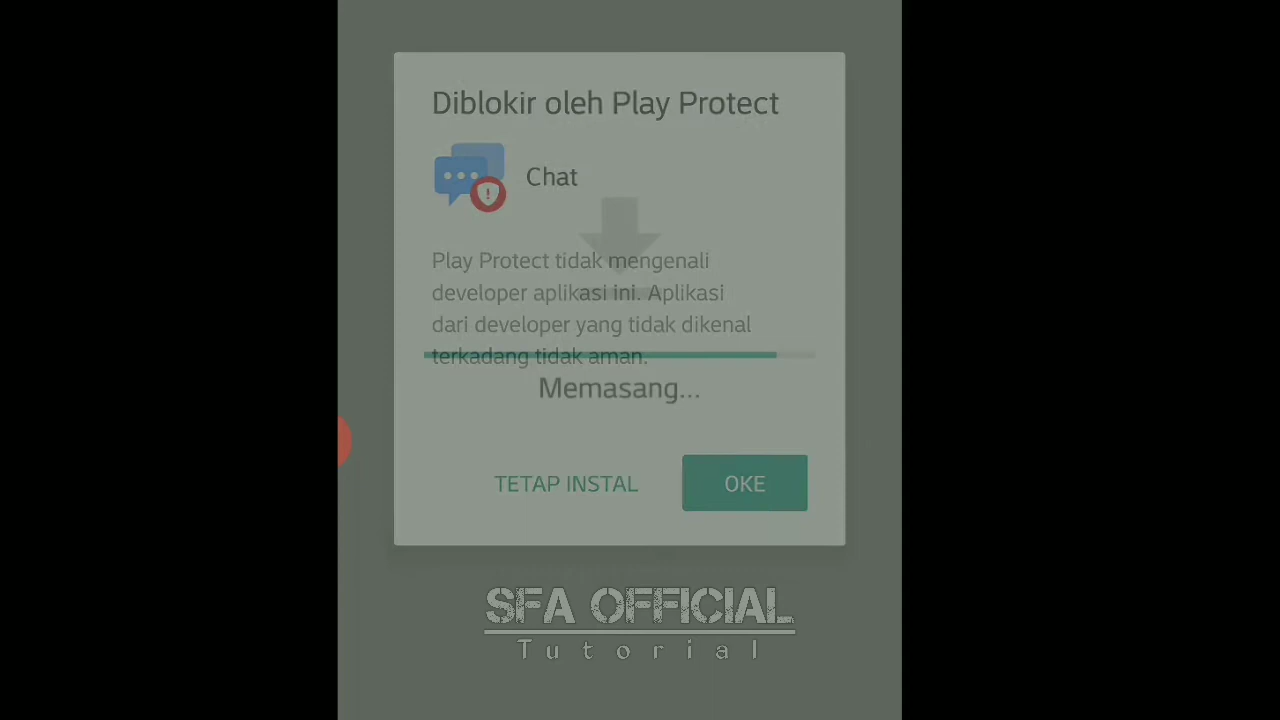 Diblokir oleh Play Protect
Chat
Play Protect tidak mengenali
developer aplikasi ini. Aplikasi
dari developer yang tidak dikenal
terkadang tidak aman.
Memasang...
TETAP INSTAL
OKE
SFA OFFICIAL
Tutorial